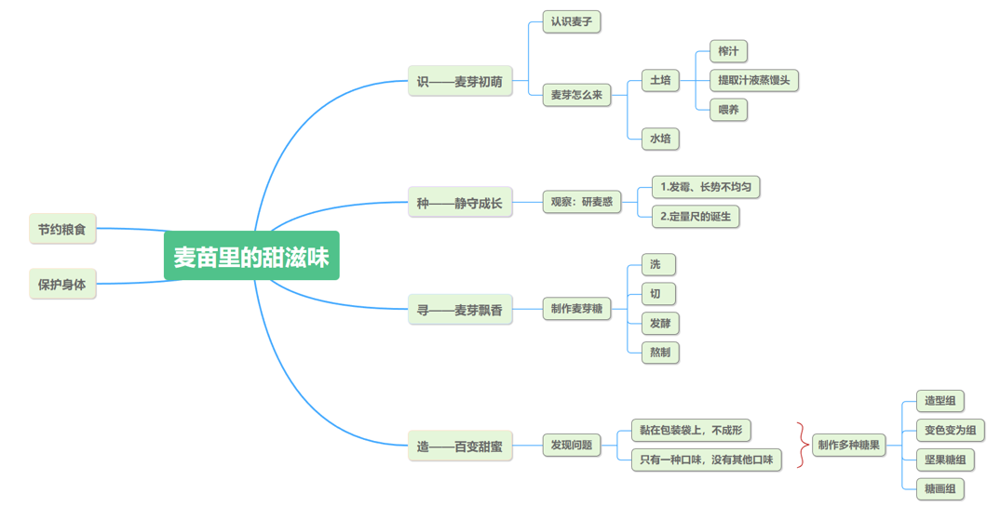 麦苗里的甜滋味
节约粮食
保护身体
识——麦芽初萌
认识麦子
麦芽怎么来
土培
榨汁
提取汁液蒸馒头
喂养
水培
种——静守成长
观察：研麦惑
1.发霉、长势不均匀
2.定量尺的诞生
寻——麦芽飘香
制作麦芽糖
洗
切
发酵
熬制
造——百变甜蜜
发现问题
黏在包装袋上，不成形
只有一种口味，没有其他口味
制作多种糖果
造型组
变色变为组
坚果糖组
糖画组